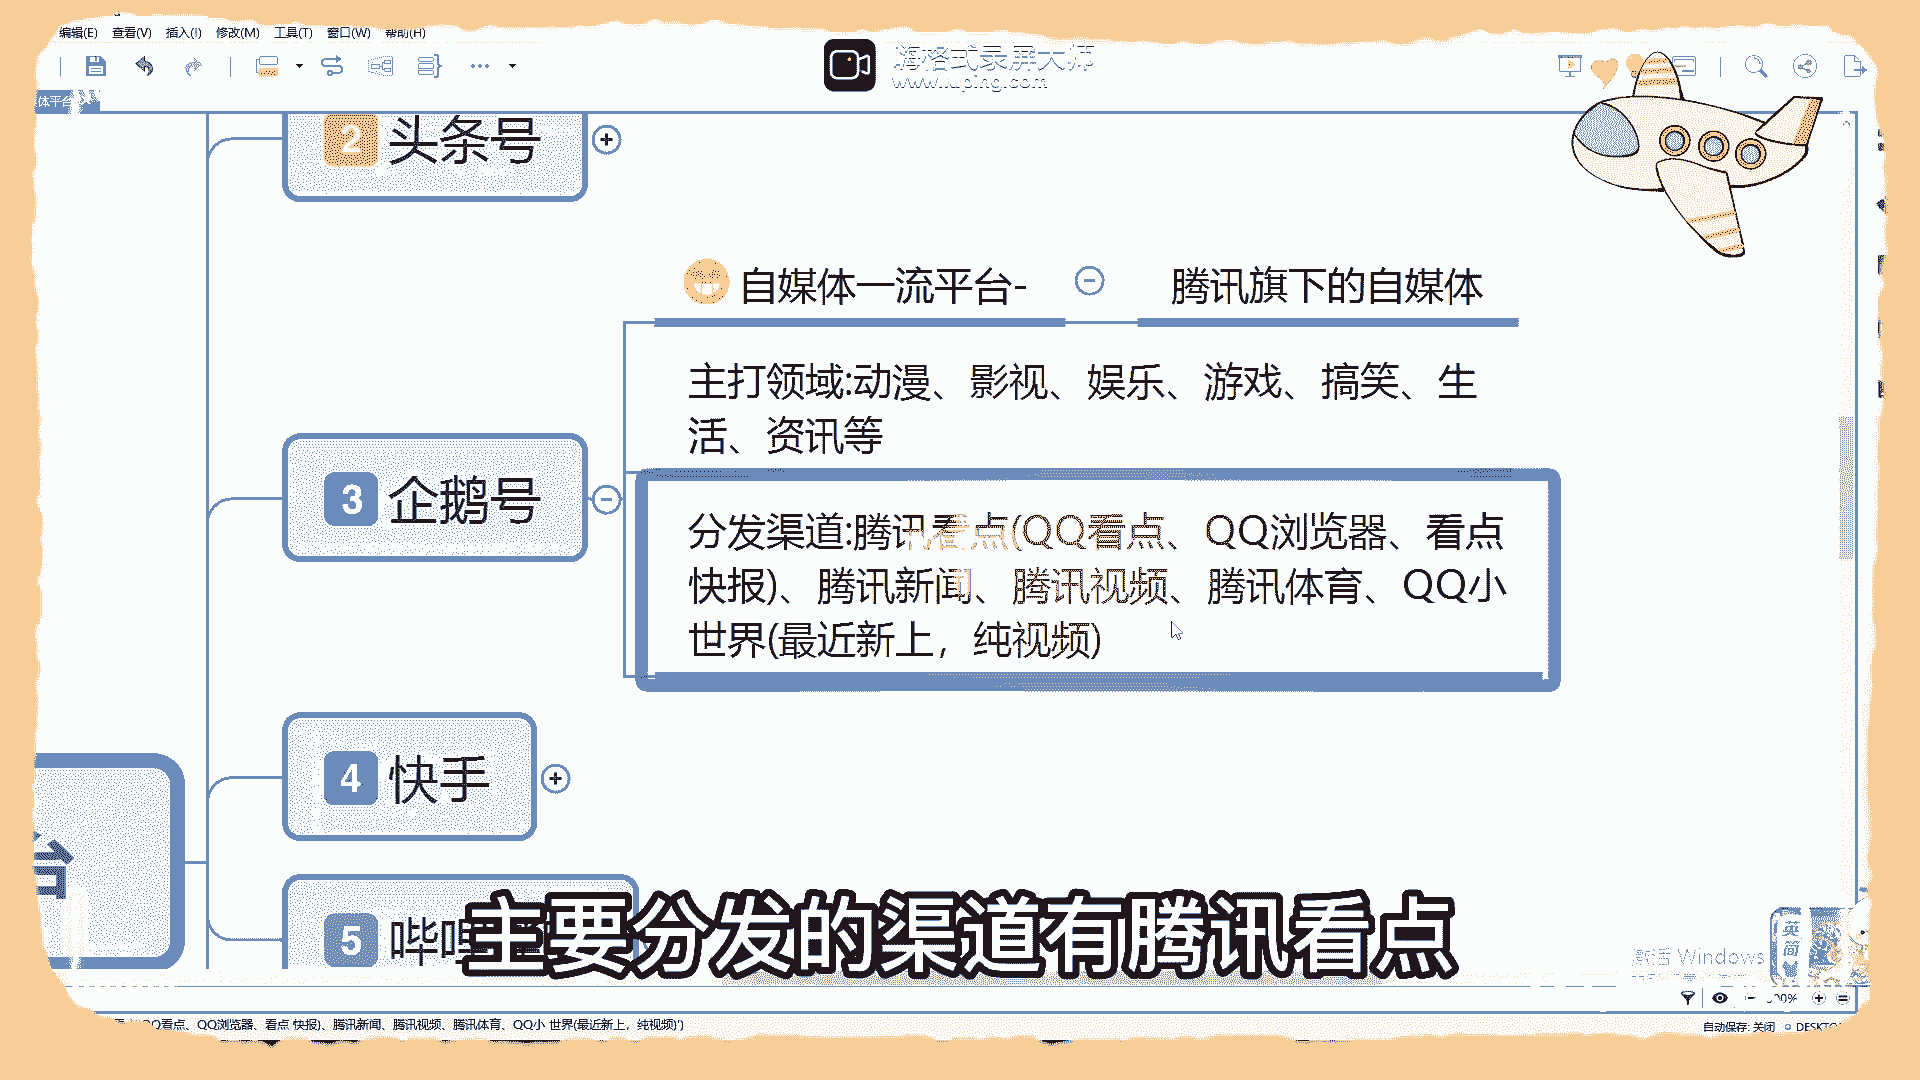 编辑(E) 查看(V) 插入(I) 修改(M) 工具(T) 窗口(W) 帮助(H)
嗨格式录屏大师
www.luping.com
体平台
2 头条号
自媒体一流平台-
腾讯旗下的自媒体
主打领域:动漫、影视、娱乐、游戏、搞笑、生
活、资讯等
3 企鹅号
分发渠道:腾讯看点(QQ看点、QQ浏览器、看点
快报)、腾讯新闻、腾讯视频、腾讯体育、QQ小
世界(最近新上，纯视频)
4 快手
台
5 哔哩
主要分发的渠道有腾讯看点
激活 Windows
英
简
QQ看点、QQ浏览器、看点 快报)、腾讯新闻、腾讯视频、腾讯体育、QQ小 世界(最近新上，纯视频)')
自动保存: 关闭